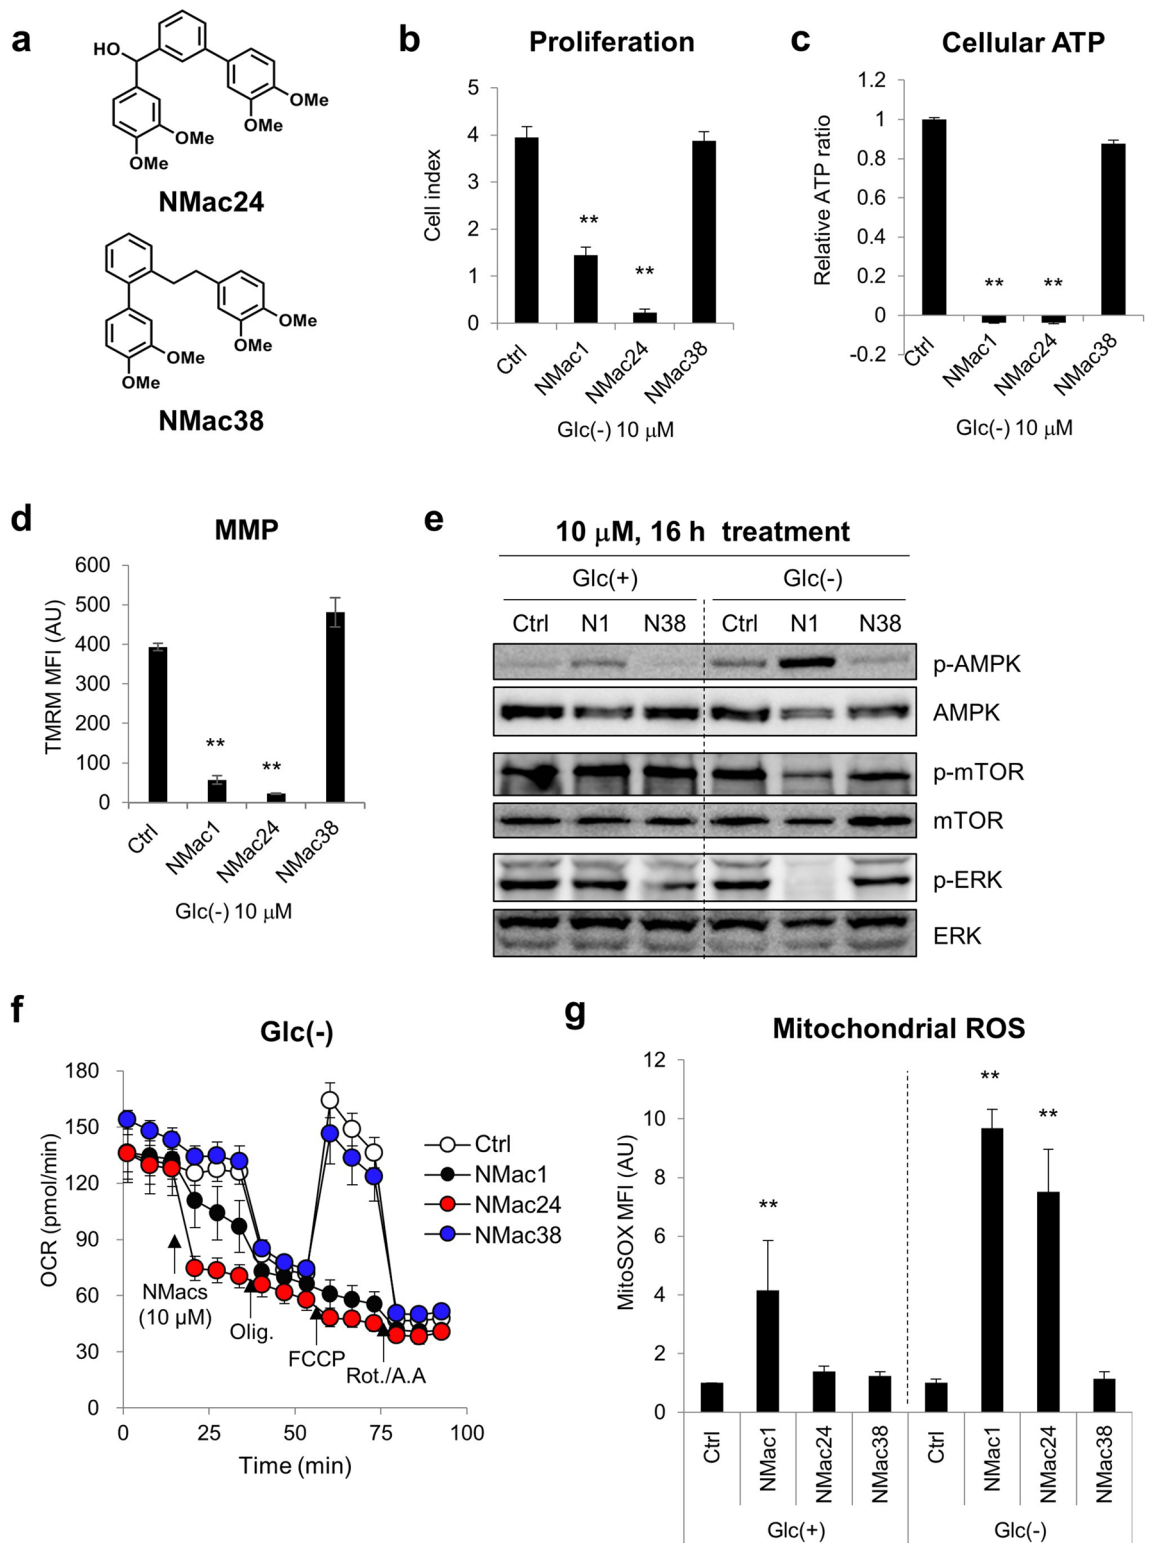 a
HO
OMe
OMe
OMe
OMe
NMac24
OMe
OMe
OMe
OMe
NMac38
b
Proliferation
Cell index
5
4
3
2
1
0
**
**
Ctrl
NMac1
NMac24
NMac38
Glc(-) 10 μM
c
Cellular ATP
Relative ATP ratio
1.2
1
0.8
0.6
0.4
0.2
0
-0.2
**
**
Ctrl
NMac1
NMac24
NMac38
Glc(-) 10 μM
d
MMP
TMRM MFI (AU)
600
500
400
300
200
100
0
**
**
Ctrl
NMac1
NMac24
NMac38
Glc(-) 10 μM
e
10 μM, 16 h treatment
Glc(+)
Glc(-)
Ctrl N1 N38 Ctrl N1 N38
p-AMPK
AMPK
p-mTOR
mTOR
p-ERK
ERK
f
Glc(-)
OCR (pmol/min)
180
150
120
90
60
30
0
NMacs
(10 μM)
Olig.
FCCP
Rot./A.A
Ctrl
NMac1
NMac24
NMac38
0 25 50 75 100
Time (min)
g
Mitochondrial ROS
MitoSOX MFI (AU)
12
10
8
6
4
2
0
**
**
**
Ctrl
NMac1
NMac24
NMac38
Ctrl
NMac1
NMac24
NMac38
Glc(+)
Glc(-)